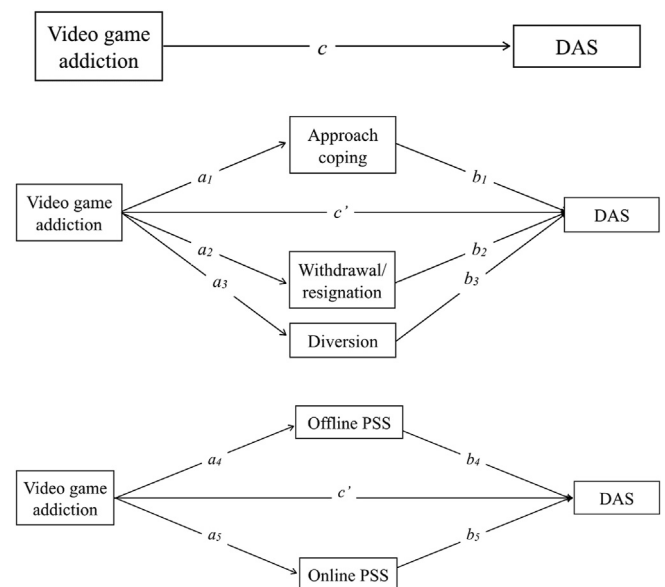 Video game
addiction
c
DAS
Approach
coping
a1
b1
Video game
addiction
c'
DAS
a2
b2
Withdrawal/
resignation
a3
b3
Diversion
Offline PSS
a4
b4
Video game
addiction
c'
DAS
a5
b5
Online PSS